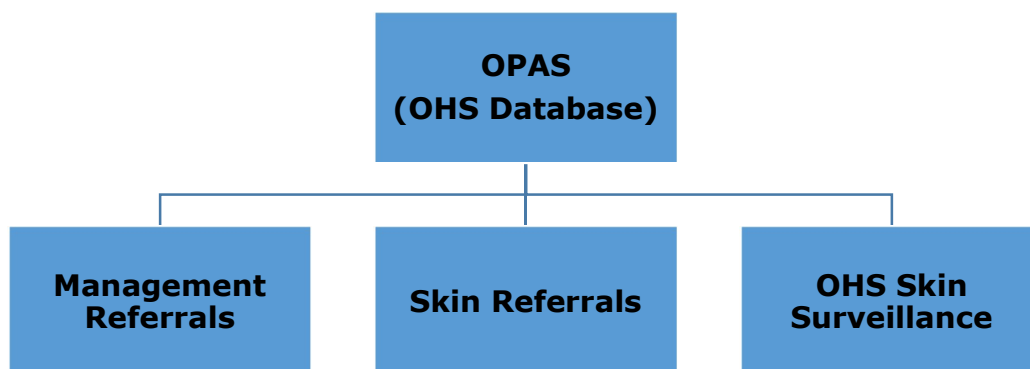 OPAS
(OHS Database)
Management
Referrals
Skin Referrals
OHS Skin
Surveillance